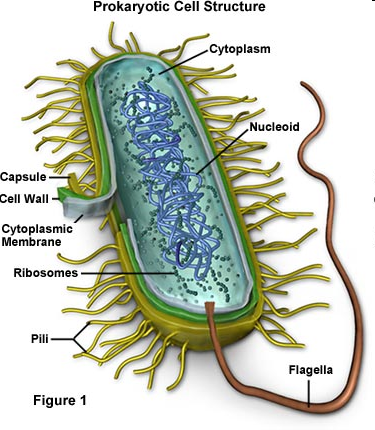 Prokaryotic Cell Structure
Cytoplasm
Nucleoid
Capsule
Cell Wall
Cytoplasmic
Membrane
Ribosomes
Pili
Flagella
Figure 1